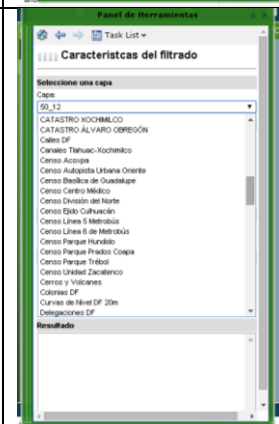 Panel de Herramientas
Task List
Caracteristcas del filtrado
Seleccione una capa
Capa:
50_12
CATASTRO XOCHIMILCO
CATASTRO ÁLVARO OBREGÓN
Calles DF
Canales Tlahuac-Xochimilco
Censo Acoxpa
Censo Autopista Urbana Oriente
Censo Basílica de Guadalupe
Censo Centro Médico
Censo División del Norte
Censo Ejido Culhuacán
Censo Línea 5 Metrobús
Censo Línea 6 de Metrobús
Censo Parque Hundido
Censo Parque Prados Coapa
Censo Parque Trébol
Censo Unidad Zacatenco
Cerros y Volcanes
Colonias DF
Curvas de Nivel DF 20m
Delegaciones DF
Resultado